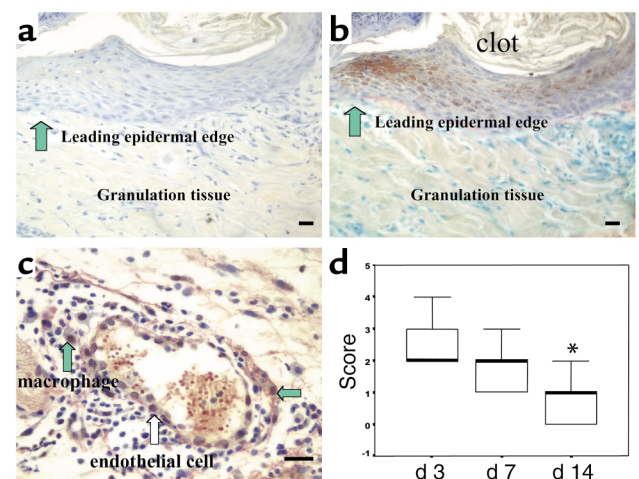 a
Leading epidermal edge
Granulation tissue
b
clot
Leading epidermal edge
Granulation tissue
c
macrophage
endothelial cell
d
Score
5
4
3
2
1
0
-1
*
d 3
d 7
d 14